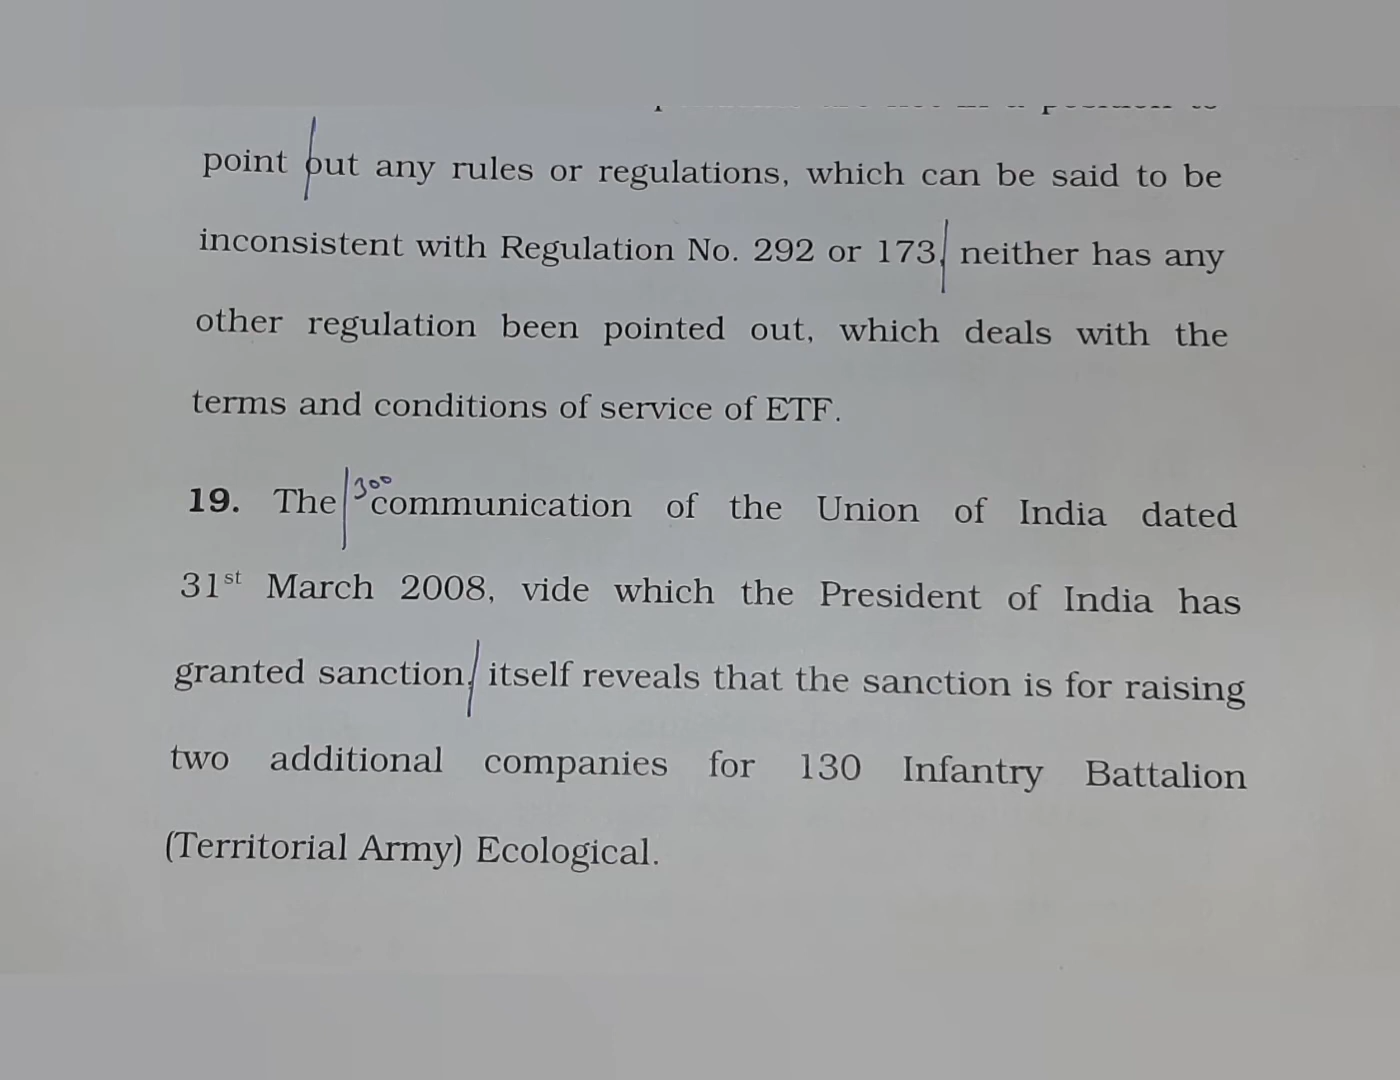 point out any rules or regulations, which can be said to be
inconsistent with Regulation No. 292 or 173, neither has any
other regulation been pointed out, which deals with the
terms and conditions of service of ETF.
300
19. The communication of the Union of India dated
31st March 2008, vide which the President of India has
granted sanction, itself reveals that the sanction is for raising
two additional companies for 130 Infantry Battalion
(Territorial Army) Ecological.